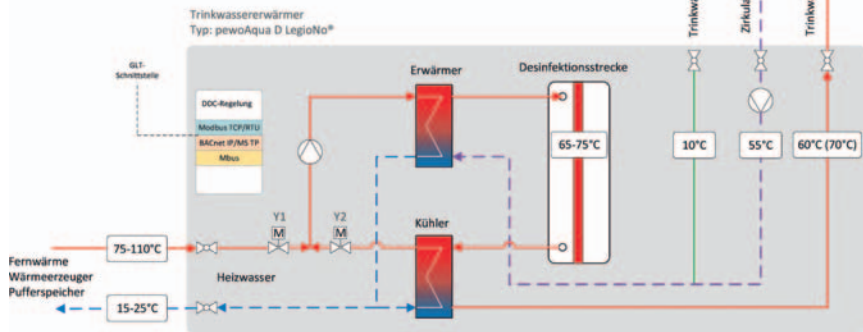 Trinkwassererwärmer
Typ: pewoAqua D LegioNo®
GLT-
Schnittstelle
DDC-Regelung
Modbus TCP/RTU
BACnet IP/MS TP
Mbus
Erwärmer
Desinfektionsstrecke
65-75°C
10°C
55°C
60°C (70°C)
Y1
M
Y2
M
Kühler
75-110°C
Fernwärme
Wärmeerzeuger
Pufferspeicher
Heizwasser
15-25°C